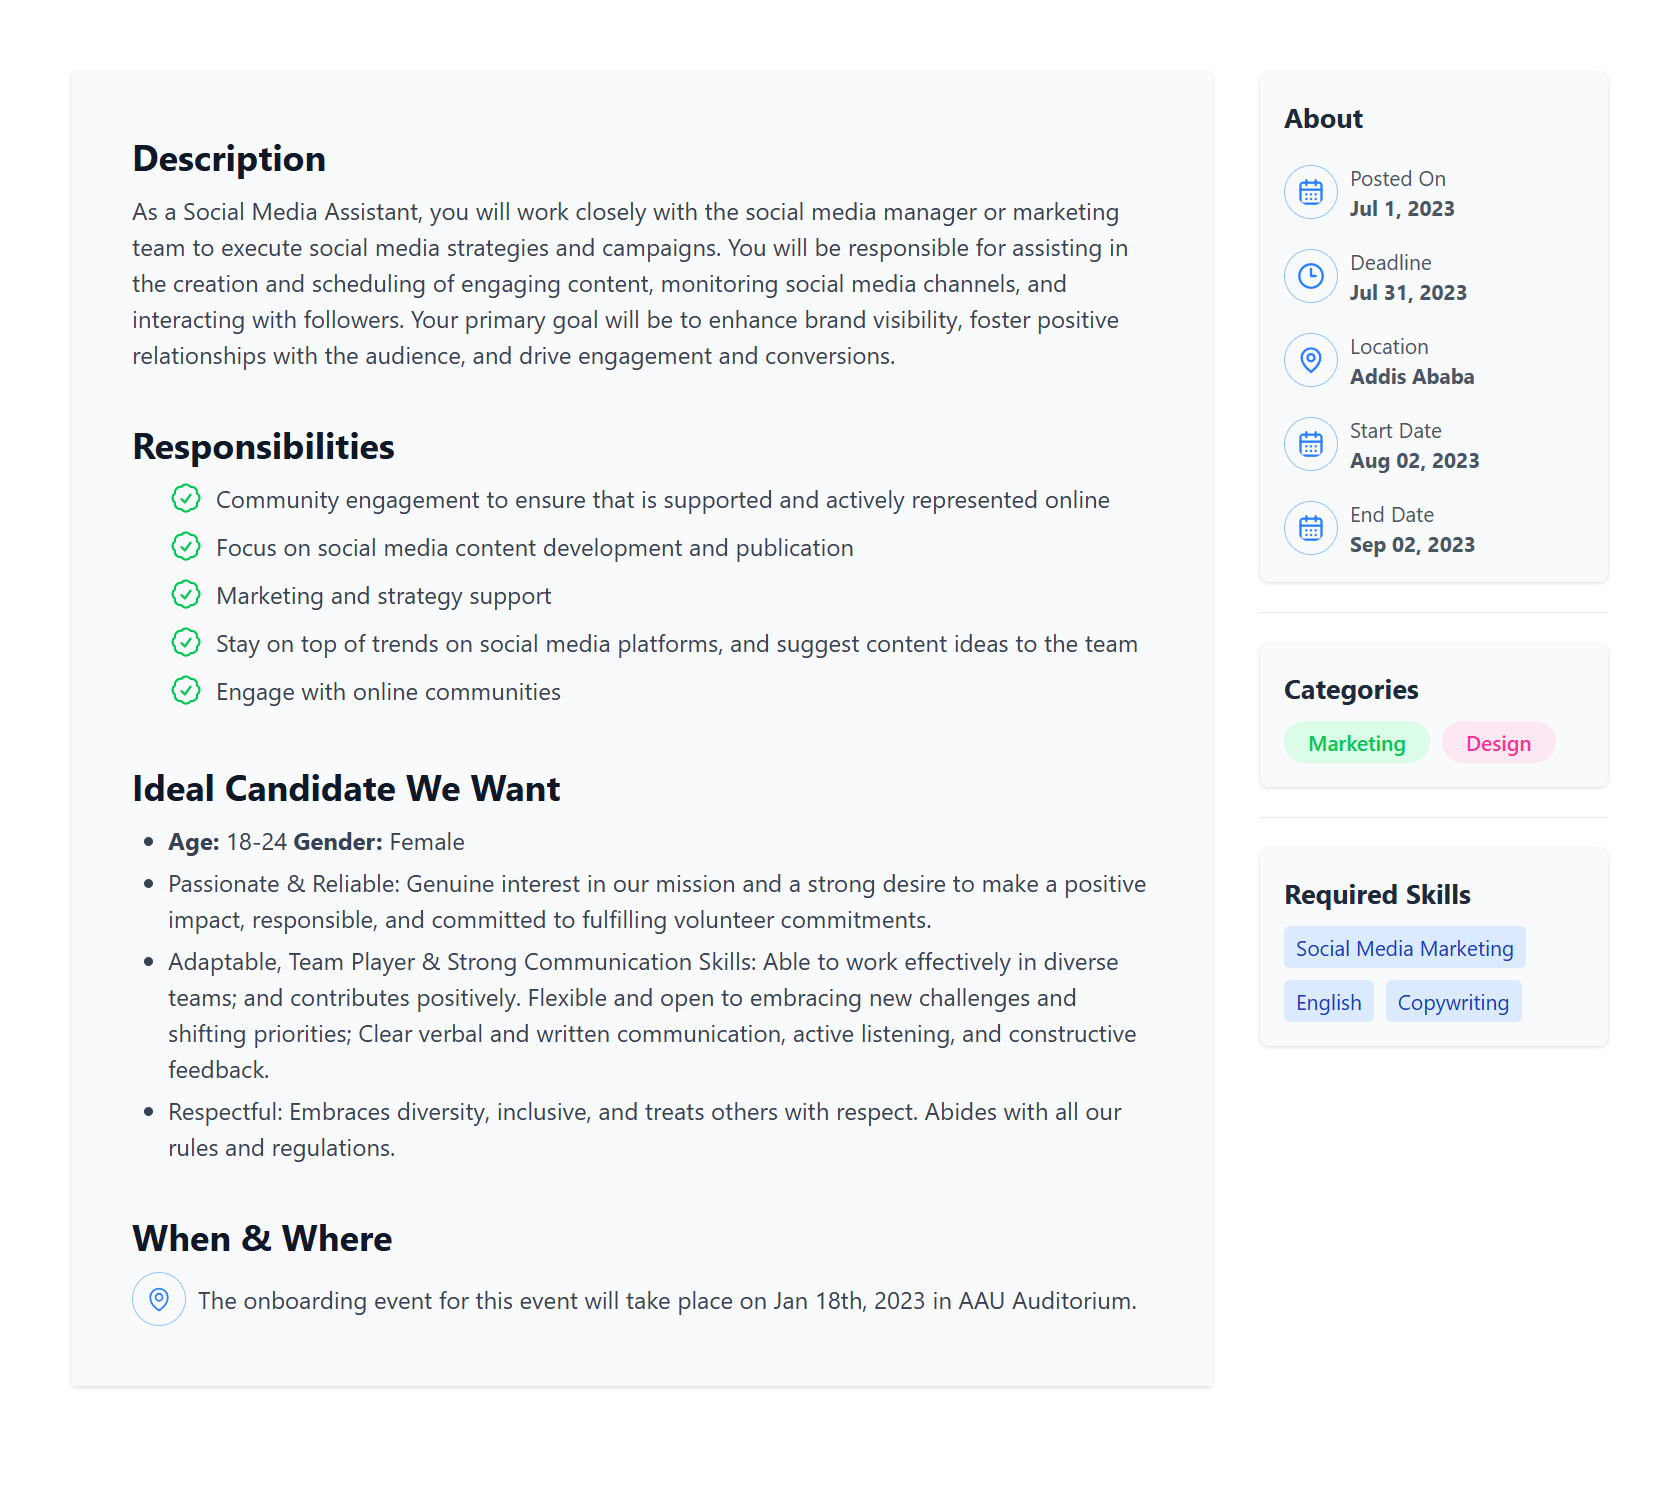 Description
As a Social Media Assistant, you will work closely with the social media manager or marketing
team to execute social media strategies and campaigns. You will be responsible for assisting in
the creation and scheduling of engaging content, monitoring social media channels, and
interacting with followers. Your primary goal will be to enhance brand visibility, foster positive
relationships with the audience, and drive engagement and conversions.
Responsibilities
Community engagement to ensure that is supported and actively represented online
Focus on social media content development and publication
Marketing and strategy support
Stay on top of trends on social media platforms, and suggest content ideas to the team
Engage with online communities
Ideal Candidate We Want
Age: 18-24 Gender: Female
Passionate & Reliable: Genuine interest in our mission and a strong desire to make a positive
impact, responsible, and committed to fulfilling volunteer commitments.
Adaptable, Team Player & Strong Communication Skills: Able to work effectively in diverse
teams; and contributes positively. Flexible and open to embracing new challenges and
shifting priorities; Clear verbal and written communication, active listening, and constructive
feedback.
Respectful: Embraces diversity, inclusive, and treats others with respect. Abides with all our
rules and regulations.
When & Where
The onboarding event for this event will take place on Jan 18th, 2023 in AAU Auditorium.
About
Posted On
Jul 1, 2023
Deadline
Jul 31, 2023
Location
Addis Ababa
Start Date
Aug 02, 2023
End Date
Sep 02, 2023
Categories
Marketing Design
Required Skills
Social Media Marketing
English Copywriting